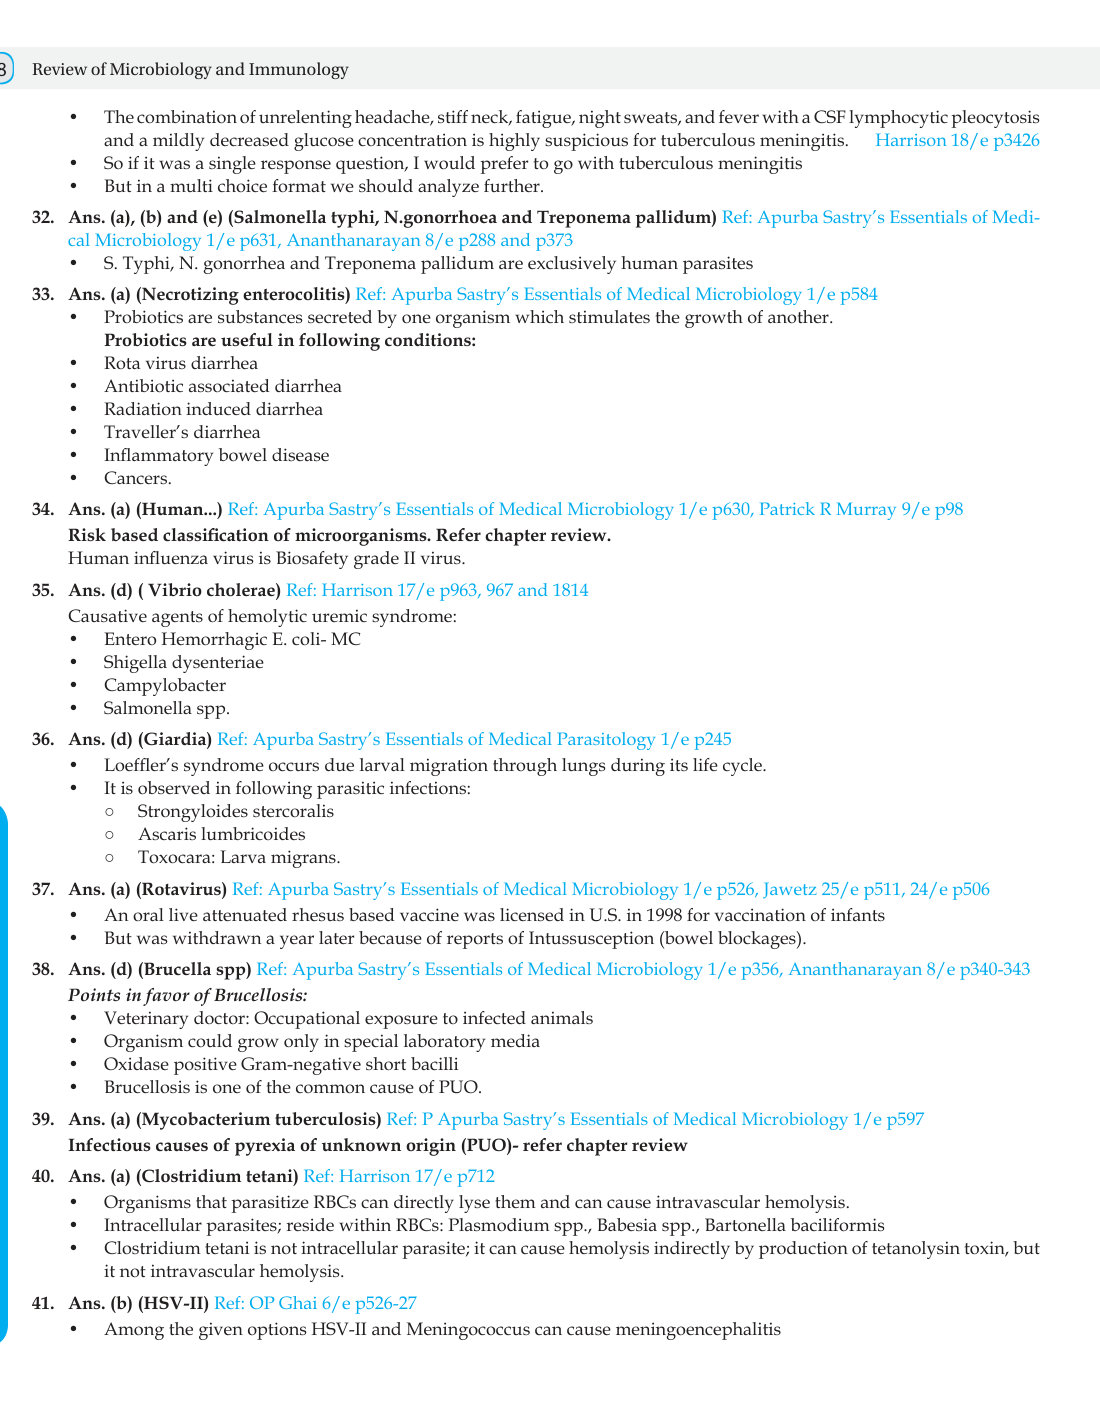 8 Review of Microbiology and Immunology
• The combination of unrelenting headache, stiff neck, fatigue, night sweats, and fever with a CSF lymphocytic pleocytosis
and a mildly decreased glucose concentration is highly suspicious for tuberculous meningitis. Harrison 18/e p3426
• So if it was a single response question, I would prefer to go with tuberculous meningitis
• But in a multi choice format we should analyze further.
32. Ans. (a), (b) and (e) (Salmonella typhi, N.gonorrhoea and Treponema pallidum) Ref: Apurba Sastry's Essentials of Medi-
cal Microbiology 1/e p631, Ananthanarayan 8/e p288 and p373
• S. Typhi, N. gonorrhea and Treponema pallidum are exclusively human parasites
33. Ans. (a) (Necrotizing enterocolitis) Ref: Apurba Sastry's Essentials of Medical Microbiology 1/e p584
• Probiotics are substances secreted by one organism which stimulates the growth of another.
Probiotics are useful in following conditions:
• Rota virus diarrhea
• Antibiotic associated diarrhea
• Radiation induced diarrhea
• Traveller's diarrhea
• Inflammatory bowel disease
• Cancers.
34. Ans. (a) (Human...) Ref: Apurba Sastry's Essentials of Medical Microbiology 1/e p630, Patrick R Murray 9/e p98
Risk based classification of microorganisms. Refer chapter review.
Human influenza virus is Biosafety grade II virus.
35. Ans. (d) ( Vibrio cholerae) Ref: Harrison 17/e p963, 967 and 1814
Causative agents of hemolytic uremic syndrome:
• Entero Hemorrhagic E. coli- MC
• Shigella dysenteriae
• Campylobacter
• Salmonella spp.
36. Ans. (d) (Giardia) Ref: Apurba Sastry's Essentials of Medical Parasitology 1/e p245
• Loeffler's syndrome occurs due larval migration through lungs during its life cycle.
• It is observed in following parasitic infections:
○ Strongyloides stercoralis
○ Ascaris lumbricoides
○ Toxocara: Larva migrans.
37. Ans. (a) (Rotavirus) Ref: Apurba Sastry's Essentials of Medical Microbiology 1/e p526, Jawetz 25/e p511, 24/e p506
• An oral live attenuated rhesus based vaccine was licensed in U.S. in 1998 for vaccination of infants
• But was withdrawn a year later because of reports of Intussusception (bowel blockages).
38. Ans. (d) (Brucella spp) Ref: Apurba Sastry's Essentials of Medical Microbiology 1/e p356, Ananthanarayan 8/e p340-343
Points in favor of Brucellosis:
• Veterinary doctor: Occupational exposure to infected animals
• Organism could grow only in special laboratory media
• Oxidase positive Gram-negative short bacilli
• Brucellosis is one of the common cause of PUO.
39. Ans. (a) (Mycobacterium tuberculosis) Ref: P Apurba Sastry's Essentials of Medical Microbiology 1/e p597
Infectious causes of pyrexia of unknown origin (PUO)- refer chapter review
40. Ans. (a) (Clostridium tetani) Ref: Harrison 17/e p712
• Organisms that parasitize RBCs can directly lyse them and can cause intravascular hemolysis.
• Intracellular parasites; reside within RBCs: Plasmodium spp., Babesia spp., Bartonella baciliformis
• Clostridium tetani is not intracellular parasite; it can cause hemolysis indirectly by production of tetanolysin toxin, but
it not intravascular hemolysis.
41. Ans. (b) (HSV-II) Ref: OP Ghai 6/e p526-27
• Among the given options HSV-II and Meningococcus can cause meningoencephalitis